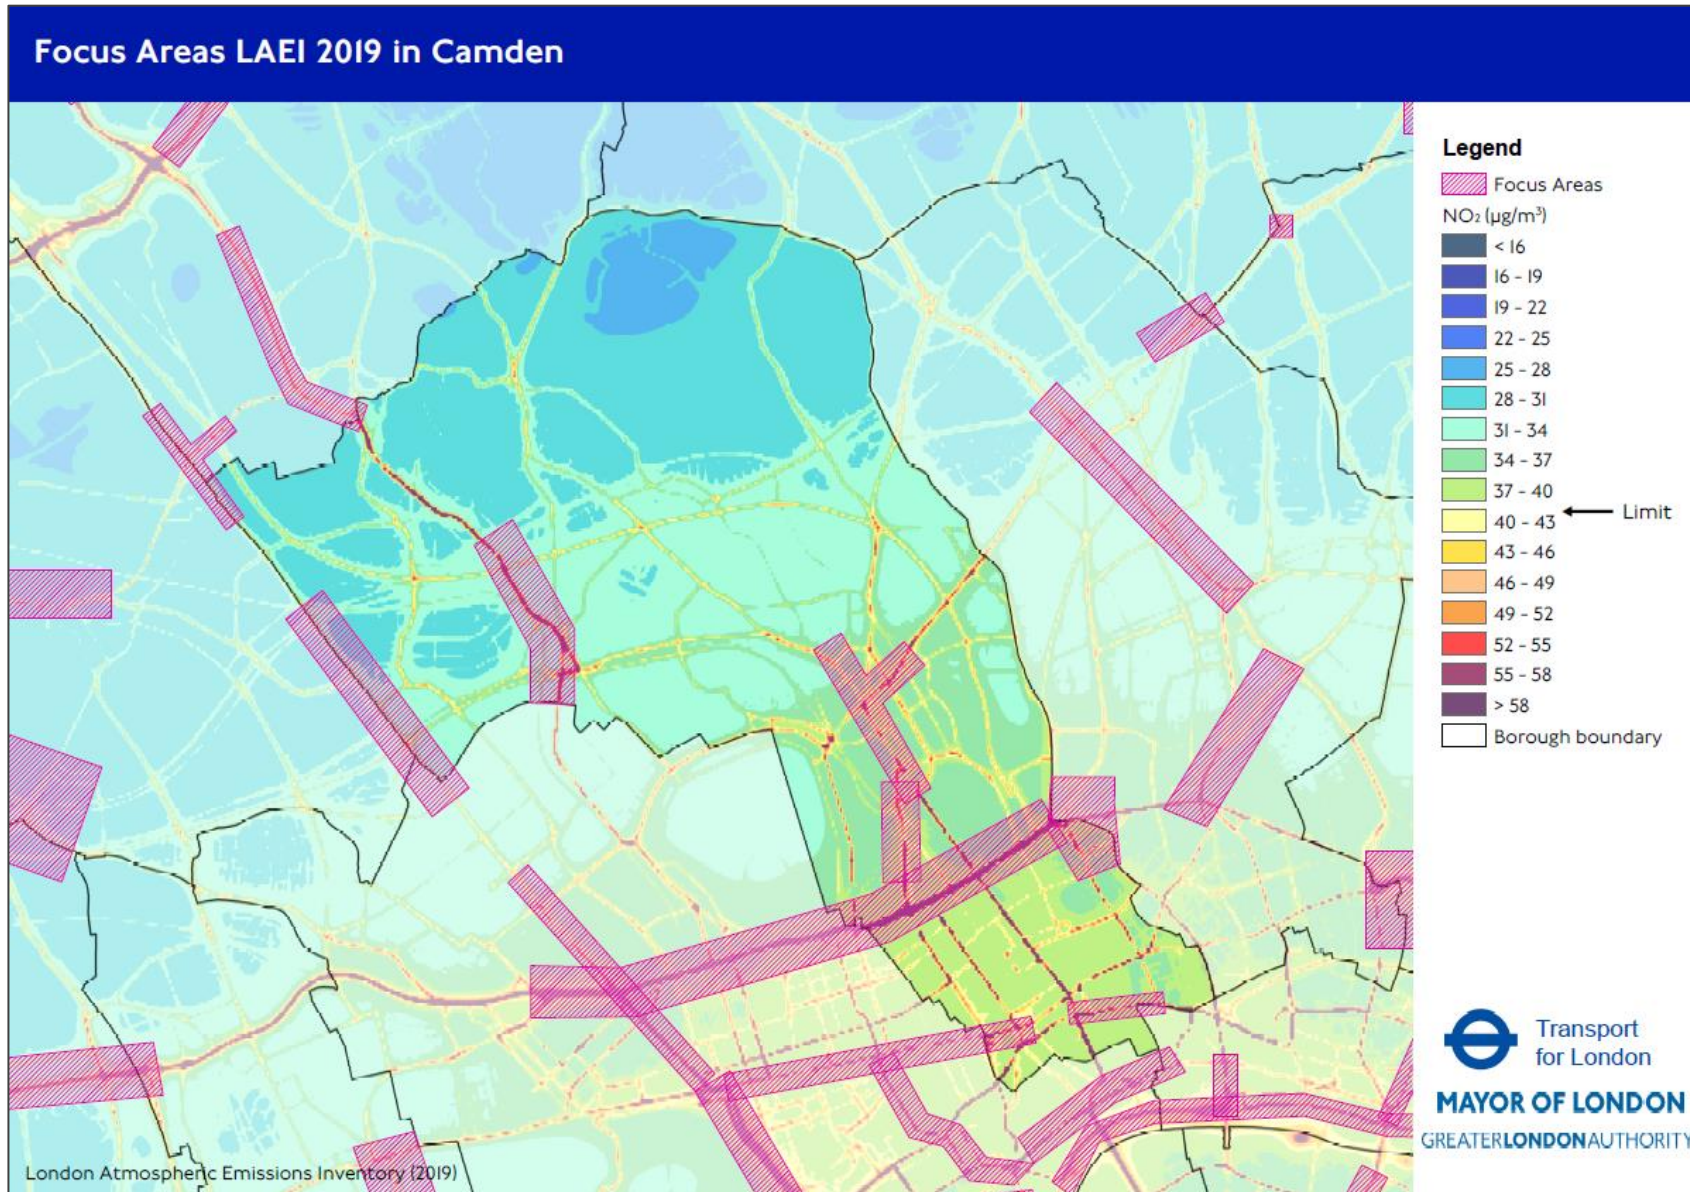 Focus Areas LAEI 2019 in Camden
Legend
Focus Areas
NO₂ (µg/m³)
< 16
16 - 19
19 - 22
22 - 25
25 - 28
28 - 31
31 - 34
34 - 37
37 - 40
40 - 43
Limit
43 - 46
46 - 49
49 - 52
52 - 55
55 - 58
> 58
Borough boundary
Transport
for London
MAYOR OF LONDON
GREATERLONDONAUTHORITY
London Atmospheric Emissions Inventory (2019)